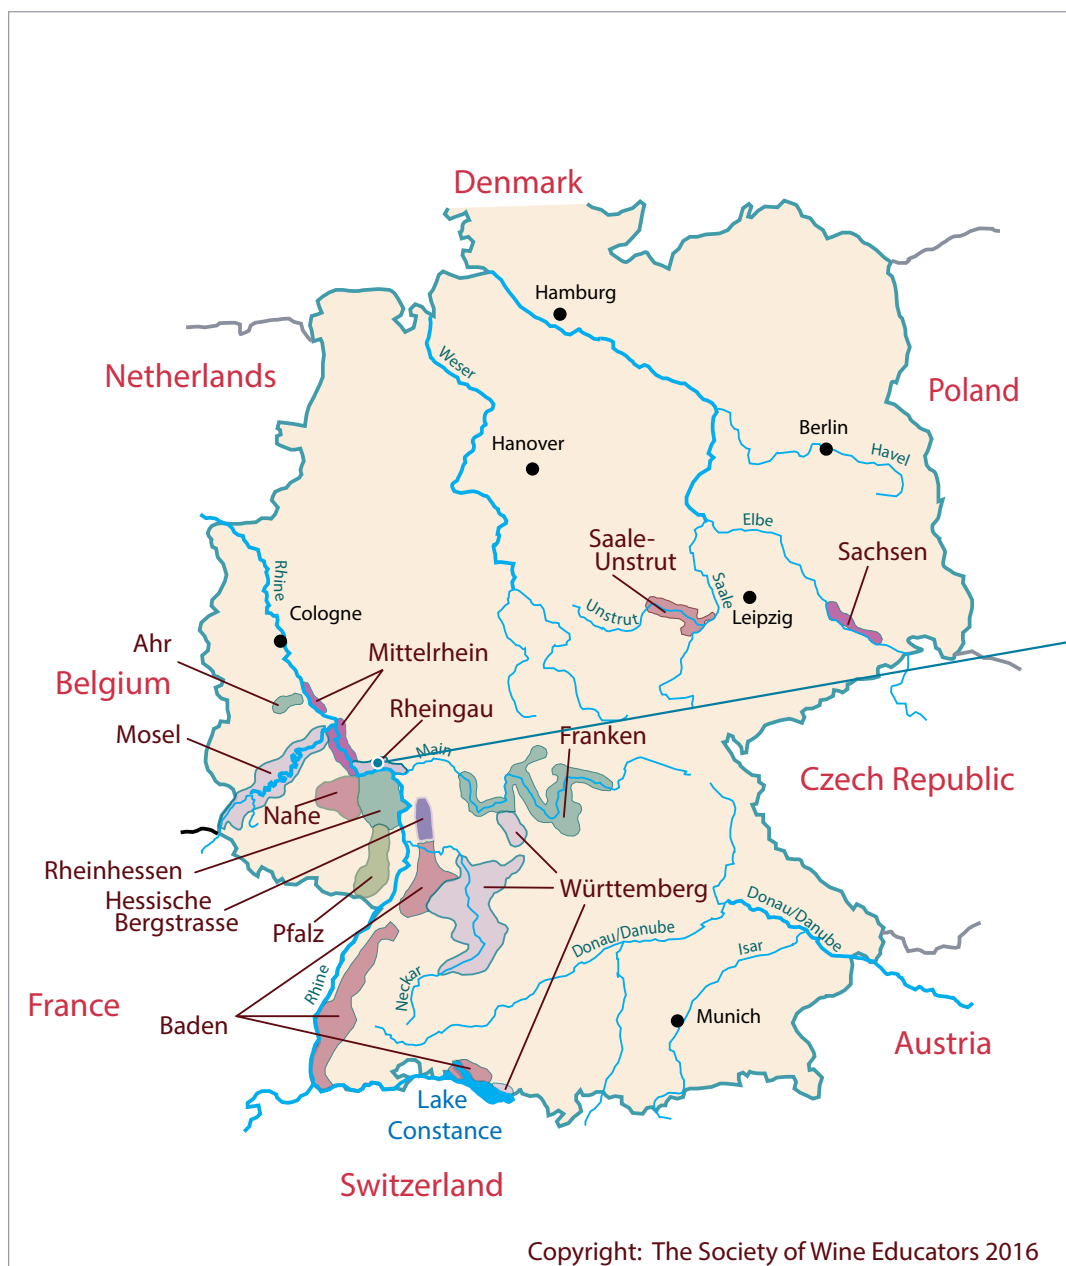 Denmark
Hamburg
Weser
Netherlands
Poland
Berlin
Hanover
Havel
Elbe
Saale-
Unstrut
Sachsen
Rhine
Saale
Cologne
Unstrut
Leipzig
Ahr
Mittelrhein
Belgium
Rheingau
Mosel
Main
Franken
Czech Republic
Nahe
Rheinhessen
Hessische
Bergstrasse
Württemberg
Pfalz
Donau/Danube
Donau/Danube
Isar
Rhine
Neckar
France
Baden
Munich
Austria
Lake
Constance
Switzerland
Copyright: The Society of Wine Educators 2016